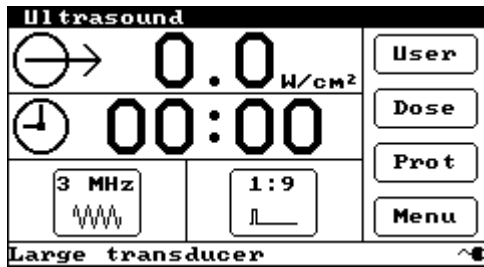 Ultrasound
0.0 W/cm²
User
Dose
00:00
Prot
3 MHz
1:9
Menu
Large transducer